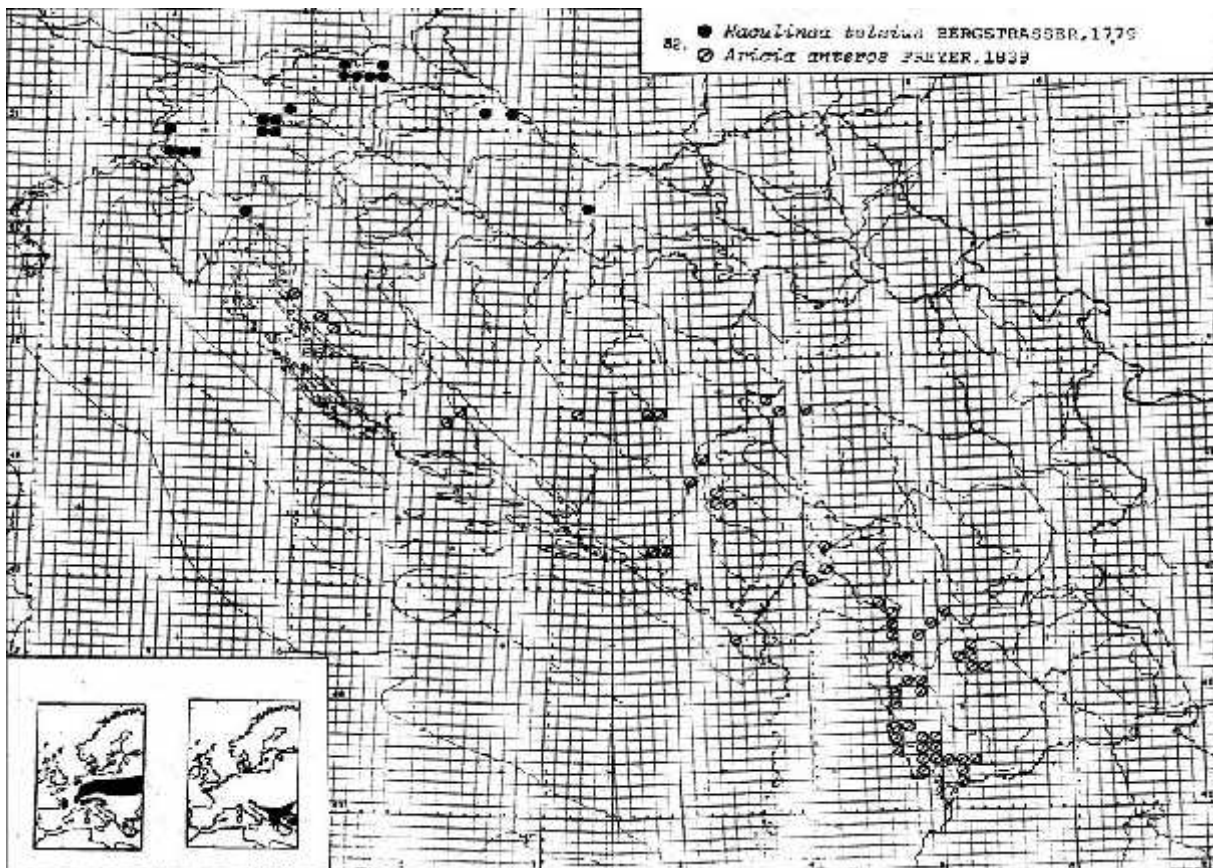 ● Maculinea teleius BERGSTRASSER,1779
82. ⊘ Aricia anteros FREYER,1839